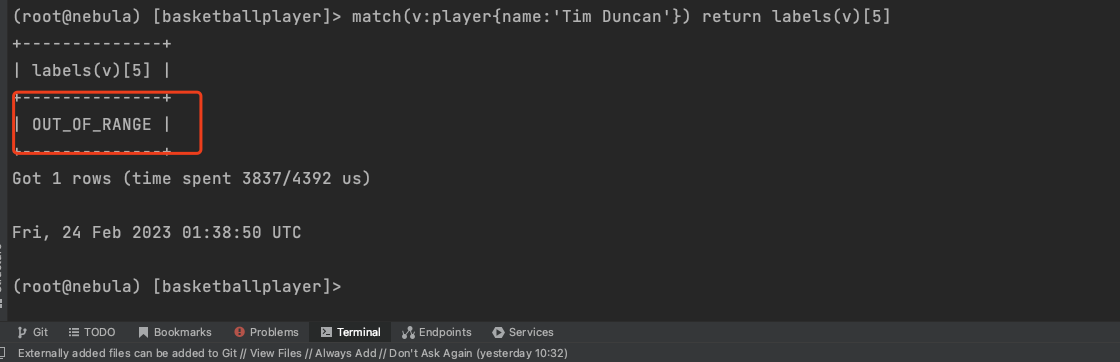 (root@nebula) [basketballplayer]> match(v:player{name:'Tim Duncan'}) return labels(v)[5]
+--------------+
| labels(v)[5] |
+--------------+
| OUT_OF_RANGE |
+--------------+
Got 1 rows (time spent 3837/4392 us)
Fri, 24 Feb 2023 01:38:50 UTC
(root@nebula) [basketballplayer]>
Git TODO Bookmarks Problems Terminal Endpoints Services
Externally added files can be added to Git // View Files // Always Add // Don't Ask Again (yesterday 10:32)